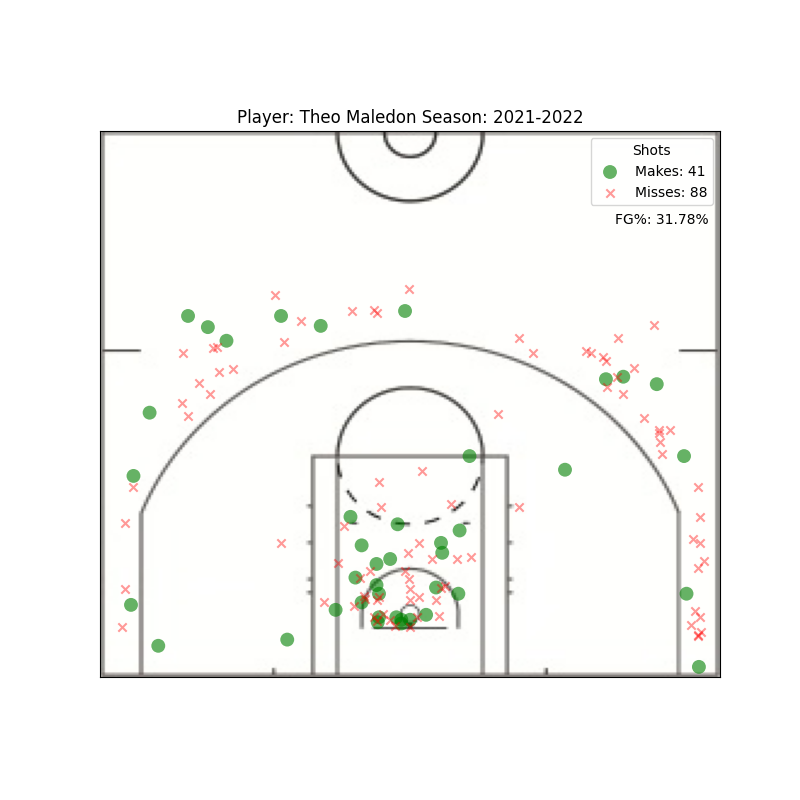 Player: Theo Maledon Season: 2021-2022
Shots
Makes: 41
Misses: 88
FG%: 31.78%